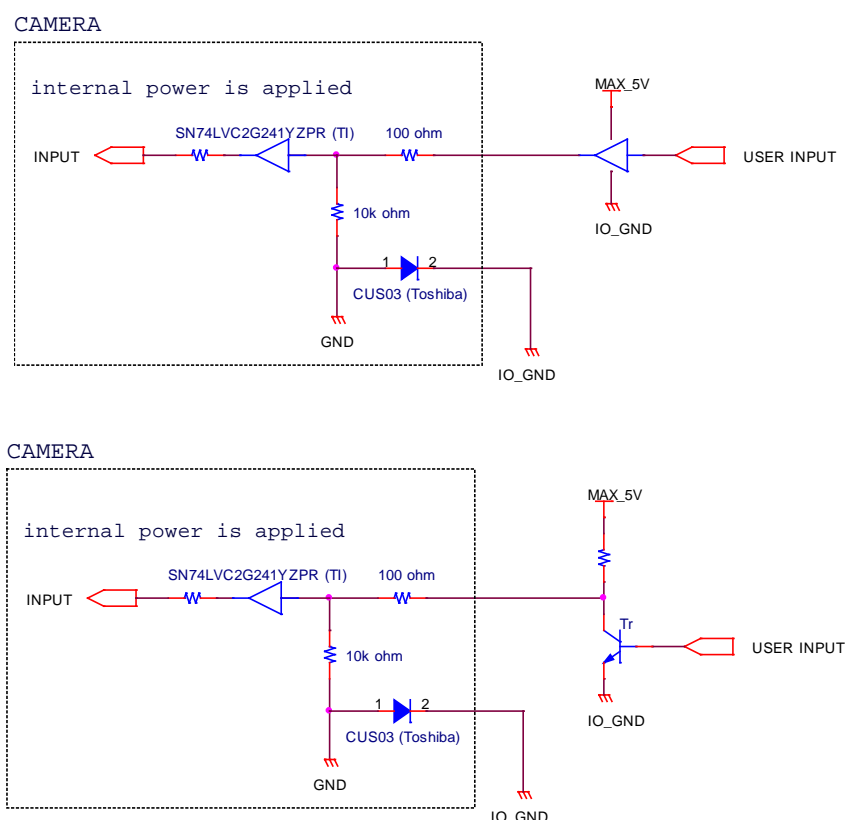 CAMERA
internal power is applied
MAX_5V
SN74LVC2G241YZPR (TI)
100 ohm
INPUT
USER INPUT
10k ohm
IO_GND
1
2
CUS03 (Toshiba)
GND
IO_GND
CAMERA
MAX_5V
internal power is applied
SN74LVC2G241YZPR (TI)
100 ohm
INPUT
Tr
USER INPUT
10k ohm
1
2
IO_GND
CUS03 (Toshiba)
GND
IO_GND